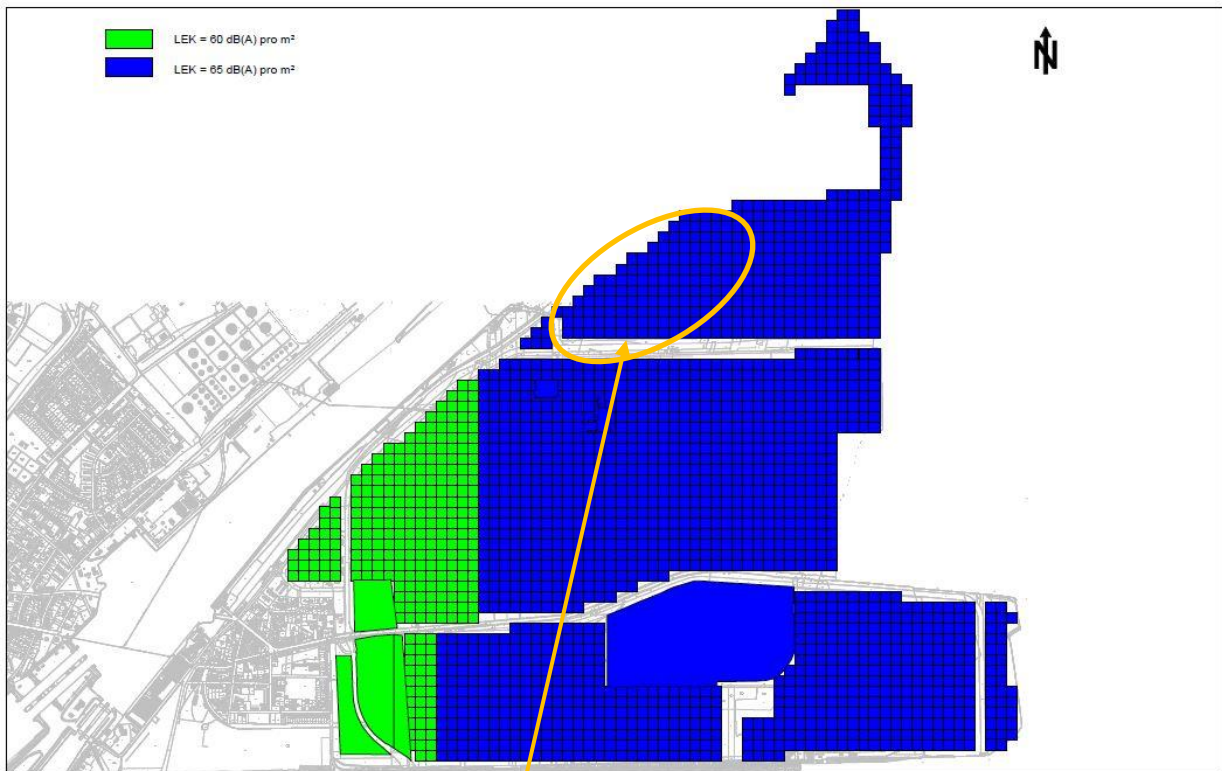 LEK = 60 dB(A) pro m²
LEK = 65 dB(A) pro m²
N